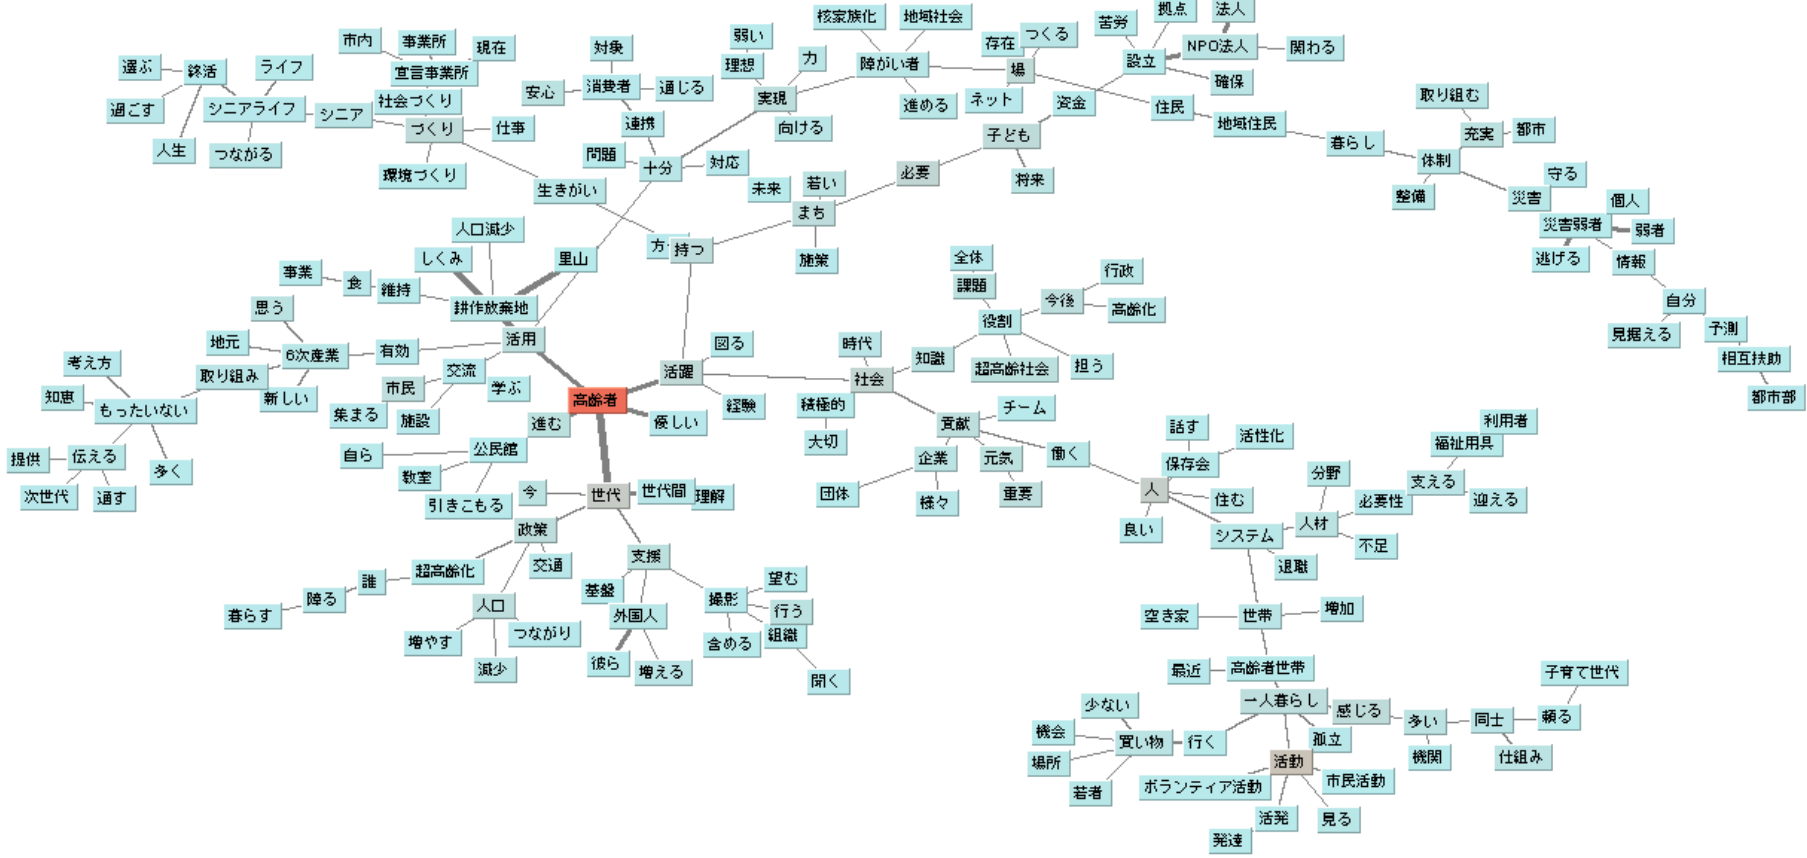 核家族化
地域社会
苦労
拠点
法人
市内
事業所
現在
対象
弱い
力
存在
つくる
設立
NPO法人
関わる
選ぶ
終活
ライフ
宣言事業所
理想
障がい者
場
確保
過ごす
シニアライフ
シニア
社会づくり
安心
消費者
通じる
実現
進める
ネット
資金
住民
取り組む
づくり
仕事
連携
向ける
子ども
地域住民
充実
都市
人生
つながる
環境づくり
問題
十分
対応
必要
将来
暮らし
体制
生きがい
未来
若い
整備
災害
守る
まち
災害弱者
個人
弱者
人口減少
方
持つ
施策
逃げる
情報
しくみ
里山
事業
食
維持
全体
課題
今後
行政
自分
思う
耕作放棄地
役割
高齢化
見据える
予測
地元
6次産業
有効
活用
図る
時代
知識
超高齢社会
担う
相互扶助
考え方
取り組み
市民
交流
学ぶ
活躍
社会
都市部
知恵
もったいない
新しい
集まる
施設
高齢者
優しい
経験
積極的
チーム
進む
大切
貢献
話す
活性化
利用者
提供
伝える
多く
自ら
公民館
企業
元気
働く
保存会
福祉用具
次世代
通す
教室
引きこもる
今
世代
世代間
理解
団体
様々
重要
人
住む
分野
必要性
支える
迎える
政策
良い
システム
人材
不足
超高齢化
交通
支援
退職
誰
基盤
撮影
望む
暮らす
障る
人口
外国人
行う
空き家
世帯
増加
増やす
つながり
含める
組織
減少
彼ら
増える
開く
最近
高齢者世帯
子育て世代
少ない
一人暮らし
感じる
多い
同士
頼る
機会
買い物
行く
孤立
機関
仕組み
場所
活動
若者
ボランティア活動
市民活動
活発
見る
発達